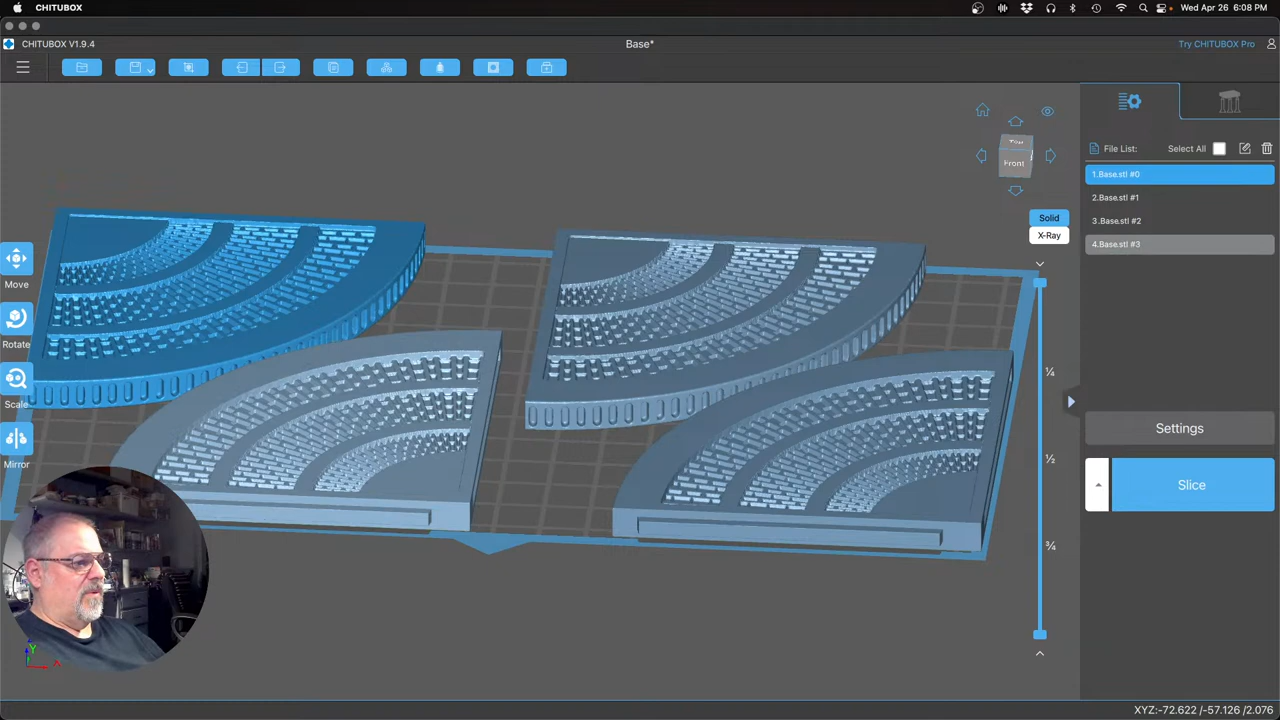 CHITUBOX
Wed Apr 26 6:08 PM
CHITUBOX V1.9.4
Base*
Try CHITUBOX Pro
File List:
Select All
1.Base.stl #0
2.Base.stl #1
3.Base.stl #2
4.Base.stl #3
Top
Front
Solid
X-Ray
Move
Rotate
Scale
Mirror
1/4
1/2
3/4
Settings
Slice
Y
X
XYZ:-72.622/-57.126/2.076